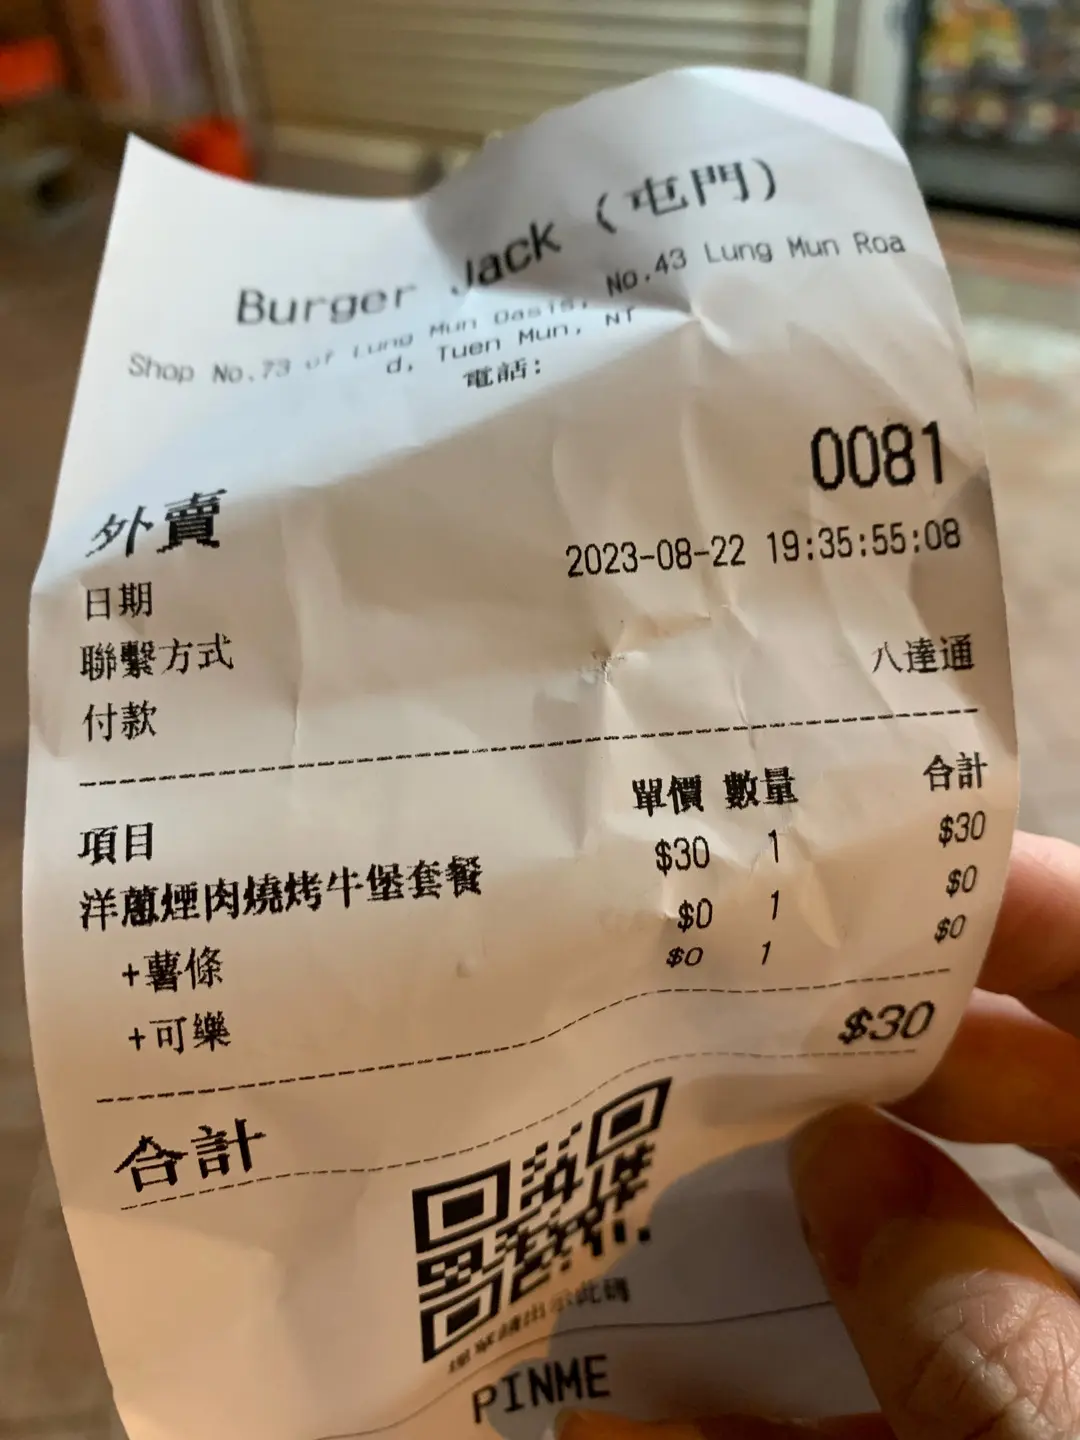 Burger Jack (屯門)
Shop No.73 of Lung Mun Oasis, No.43 Lung Mun Roa
d, Tuen Mun, NT
電話:
0081
外賣
日期 2023-08-22 19:35:55:08
聯繫方式
付款 八達通
項目 單價 數量 合計
洋蔥煙肉燒烤牛堡套餐 $30 1 $30
+薯條 $0 1 $0
+可樂 $0 1 $0
合計 $30
出示此碼
PINME